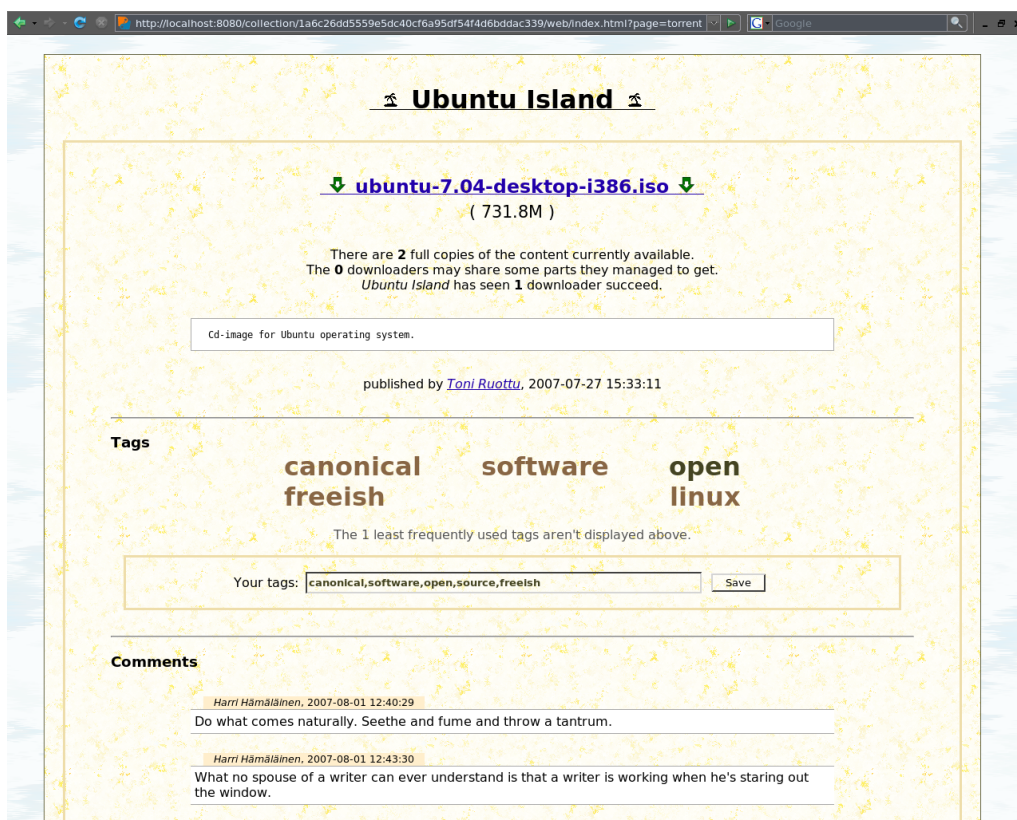 http://localhost:8080/collection/1a6c26dd5559e5dc40cf6a95df54f4d6bddac339/web/index.html?page=torrent
G Google
Ubuntu Island
ubuntu-7.04-desktop-i386.iso
( 731.8M )
There are 2 full copies of the content currently available.
The 0 downloaders may share some parts they managed to get.
Ubuntu Island has seen 1 downloader succeed.
Cd-image for Ubuntu operating system.
published by Toni Ruottu, 2007-07-27 15:33:11
Tags
canonical software open
freeish linux
The 1 least frequently used tags aren't displayed above.
Your tags: canonical,software,open,source,freeish Save
Comments
Harri Hämäläinen, 2007-08-01 12:40:29
Do what comes naturally. Seethe and fume and throw a tantrum.
Harri Hämäläinen, 2007-08-01 12:43:30
What no spouse of a writer can ever understand is that a writer is working when he's staring out
the window.